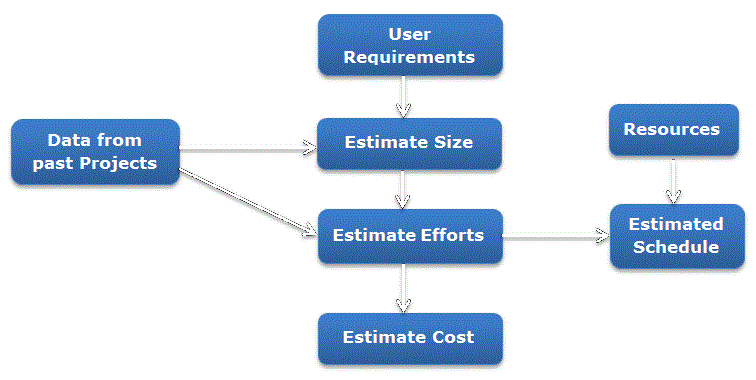 User
Requirements
Data from
past Projects
Estimate Size
Resources
Estimate Efforts
Estimated
Schedule
Estimate Cost